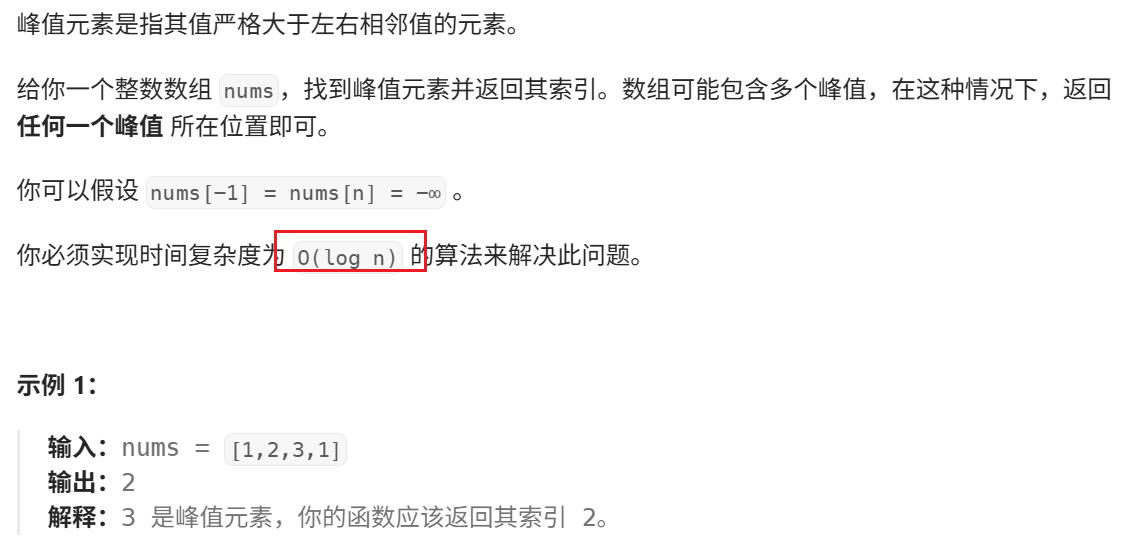 峰值元素是指其值严格大于左右相邻值的元素。
给你一个整数数组 nums，找到峰值元素并返回其索引。数组可能包含多个峰值，在这种情况下，返回
任何一个峰值 所在位置即可。
你可以假设 nums[-1] = nums[n] = -∞ 。
你必须实现时间复杂度为 O(log n) 的算法来解决此问题。
示例 1：
输入：nums = [1,2,3,1]
输出：2
解释：3 是峰值元素，你的函数应该返回其索引 2。